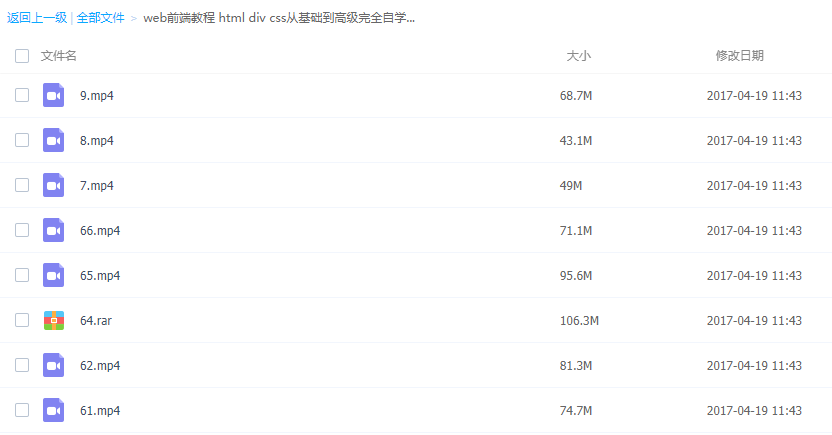 返回上一级 | 全部文件 > web前端教程 html div css从基础到高级完全自学...
文件名 大小 修改日期
9.mp4 68.7M 2017-04-19 11:43
8.mp4 43.1M 2017-04-19 11:43
7.mp4 49M 2017-04-19 11:43
66.mp4 71.1M 2017-04-19 11:43
65.mp4 95.6M 2017-04-19 11:43
64.rar 106.3M 2017-04-19 11:43
62.mp4 81.3M 2017-04-19 11:43
61.mp4 74.7M 2017-04-19 11:43